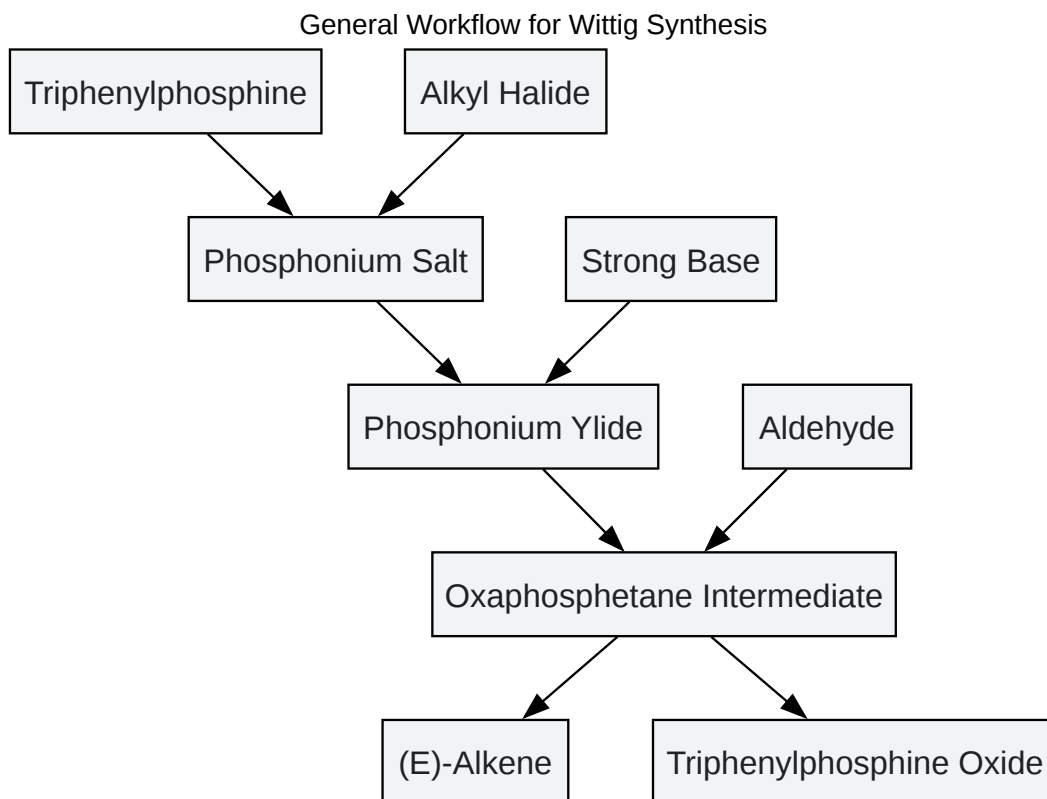 General Workflow for Wittig Synthesis
Triphenylphosphine
Alkyl Halide
Phosphonium Salt
Strong Base
Phosphonium Ylide
Aldehyde
Oxaphosphetane Intermediate
(E)-Alkene
Triphenylphosphine Oxide